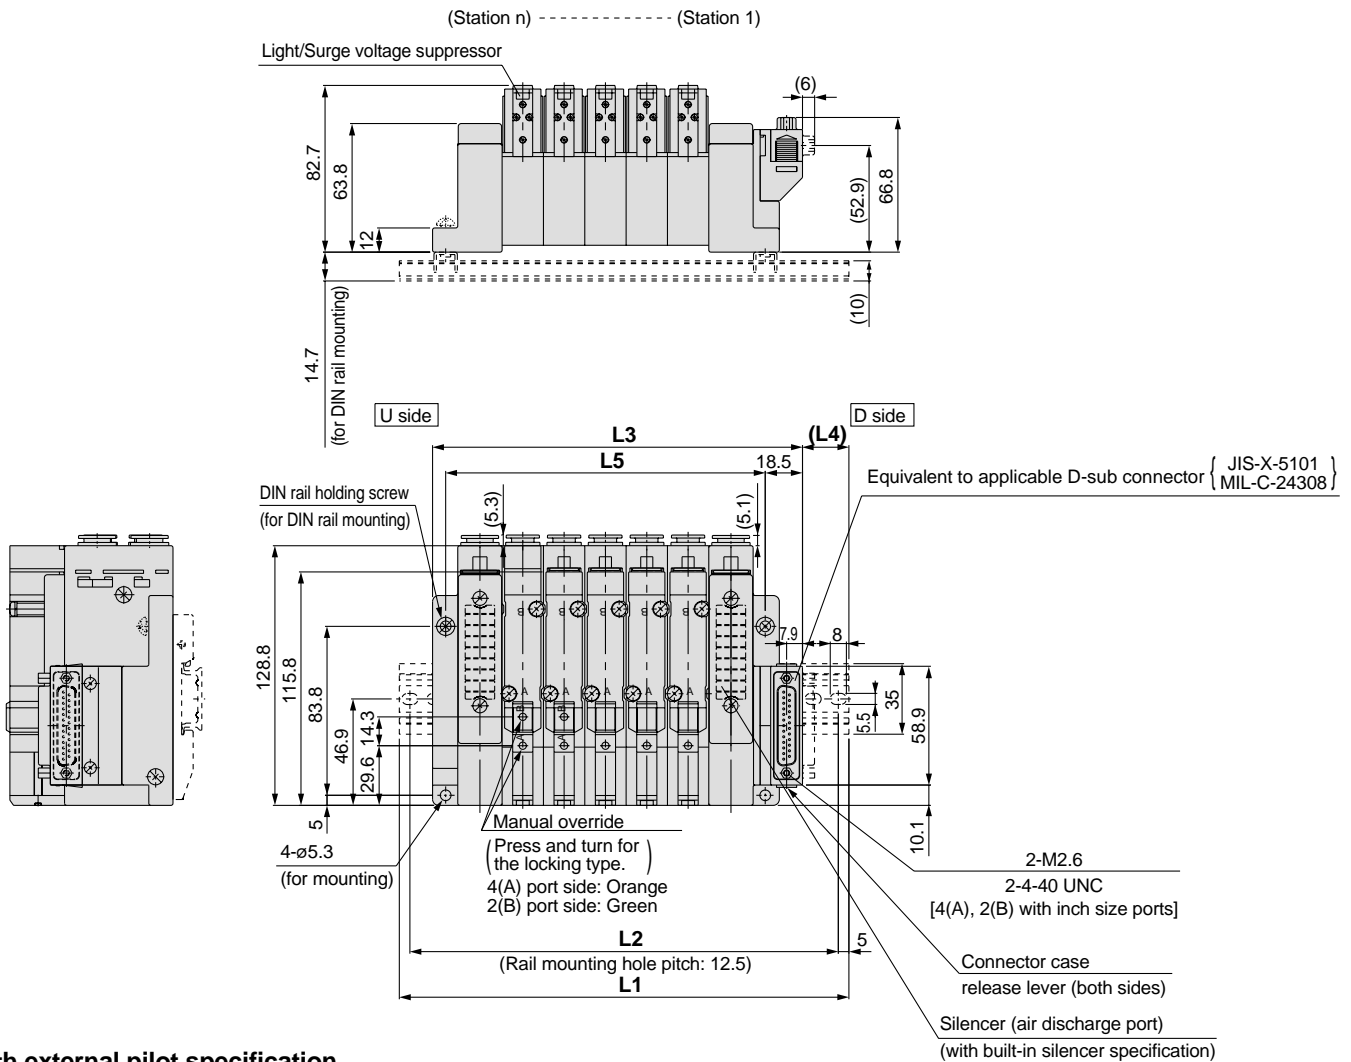 (Station n) - - - - - - - - - - - - (Station 1)
Light/Surge voltage suppressor
(6)
82.7
63.8
12
(52.9)
66.8
(10)
14.7
(for DIN rail mounting)
U side
D side
L3
(L4)
L5
18.5
Equivalent to applicable D-sub connector { JIS-X-5101
MIL-C-24308 }
DIN rail holding screw
(for DIN rail mounting)
(5.3)
(5.1)
B B B B B
7.9
8
128.8
115.8
83.8
46.9
14.3
29.6
5
A A A A A
B B
A A
5.5
35
58.9
10.1
Manual override
(Press and turn for
the locking type.)
4(A) port side: Orange
2(B) port side: Green
4-ø5.3
(for mounting)
2-M2.6
2-4-40 UNC
[4(A), 2(B) with inch size ports]
L2
5
(Rail mounting hole pitch: 12.5)
L1
Connector case
release lever (both sides)
Silencer (air discharge port)
(with built-in silencer specification)
external pilot specification